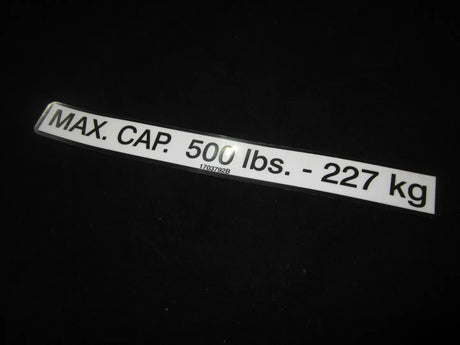 MAX. CAP. 500 lbs. - 227 kg
1703792B